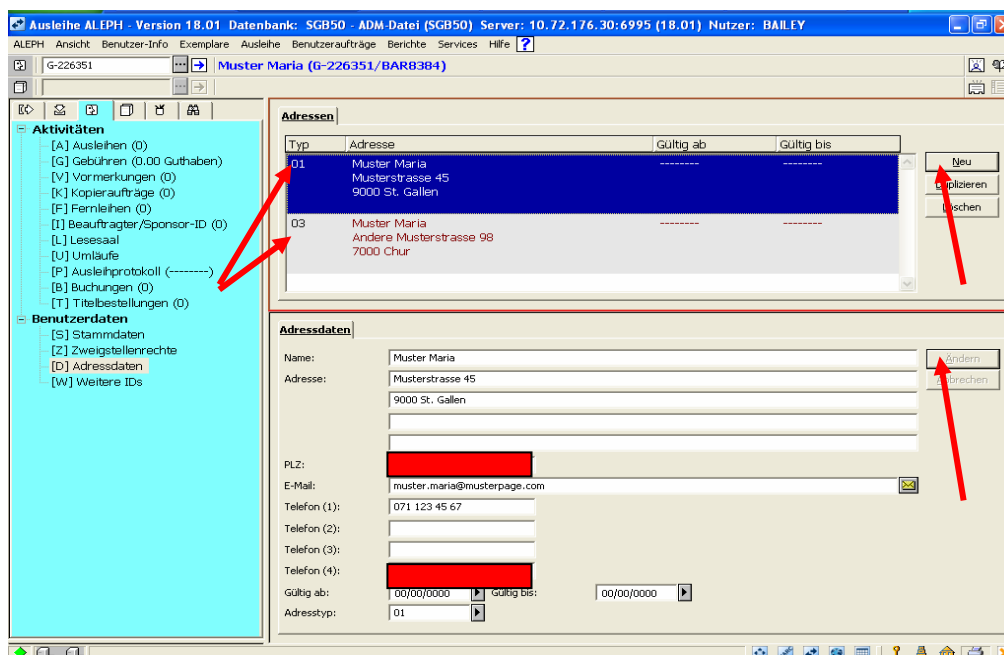 Ausleihe ALEPH - Version 18.01 Datenbank: SGB50 - ADM-Datei (SGB50) Server: 10.72.176.30:6995 (18.01) Nutzer: BAILEY
ALEPH Ansicht Benutzer-Info Exemplare Ausleihe Benutzeraufträge Berichte Services Hilfe ?
G-226351 Muster Maria (G-226351/BAR8384)
Aktivitäten
[A] Ausleihen (0)
[G] Gebühren (0.00 Guthaben)
[V] Vormerkungen (0)
[K] Kopieraufträge (0)
[F] Fernleihen (0)
[I] Beauftragter/Sponsor-ID (0)
[L] Lesesaal
[U] Umläufe
[P] Ausleihprotokoll (--------)
[B] Buchungen (0)
[T] Titelbestellungen (0)
Benutzerdaten
[S] Stammdaten
[Z] Zweigstellenrechte
[D] Adressdaten
[W] Weitere IDs
Adressen
Typ Adresse Gültig ab Gültig bis
01 Muster Maria -------- --------
Musterstrasse 45
9000 St. Gallen
03 Muster Maria -------- --------
Andere Musterstrasse 98
7000 Chur
Neu
Duplizieren
Löschen
Adressdaten
Name: Muster Maria
Adresse: Musterstrasse 45
9000 St. Gallen
PLZ:
E-Mail: muster.maria@musterpage.com
Telefon (1): 071 123 45 67
Telefon (2):
Telefon (3):
Telefon (4):
Gültig ab: 00/00/0000 Gültig bis: 00/00/0000
Adresstyp: 01
Ändern
Abbrechen